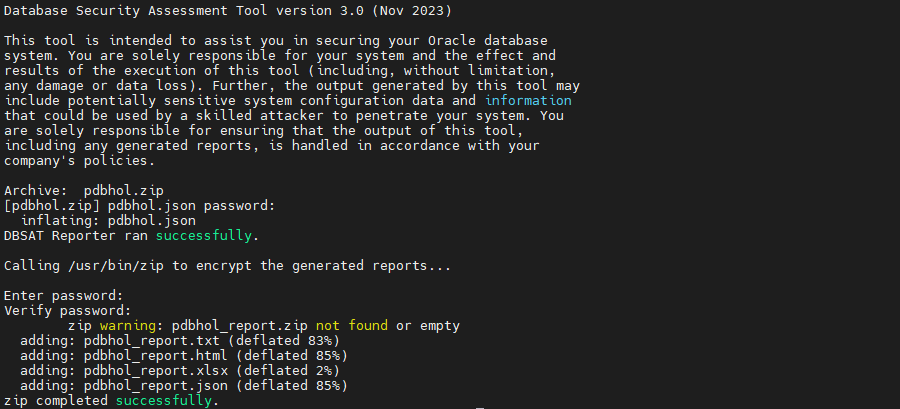 Database Security Assessment Tool version 3.0 (Nov 2023)
This tool is intended to assist you in securing your Oracle database
system. You are solely responsible for your system and the effect and
results of the execution of this tool (including, without limitation,
any damage or data loss). Further, the output generated by this tool may
include potentially sensitive system configuration data and information
that could be used by a skilled attacker to penetrate your system. You
are solely responsible for ensuring that the output of this tool,
including any generated reports, is handled in accordance with your
company's policies.
Archive:  pdbhol.zip
[pdbhol.zip] pdbhol.json password:
  inflating: pdbhol.json
DBSAT Reporter ran successfully.
Calling /usr/bin/zip to encrypt the generated reports...
Enter password:
Verify password:
        zip warning: pdbhol_report.zip not found or empty
  adding: pdbhol_report.txt (deflated 83%)
  adding: pdbhol_report.html (deflated 85%)
  adding: pdbhol_report.xlsx (deflated 2%)
  adding: pdbhol_report.json (deflated 85%)
zip completed successfully.